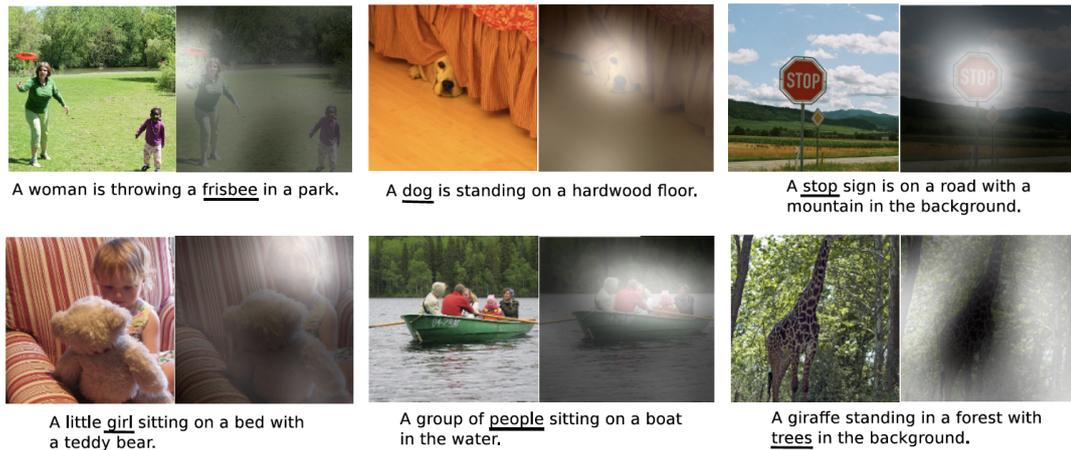 STOP
STOP
A woman is throwing a frisbee in a park.
A dog is standing on a hardwood floor.
A stop sign is on a road with a
mountain in the background.
A little girl sitting on a bed with
a teddy bear.
A group of people sitting on a boat
in the water.
A giraffe standing in a forest with
trees in the background.